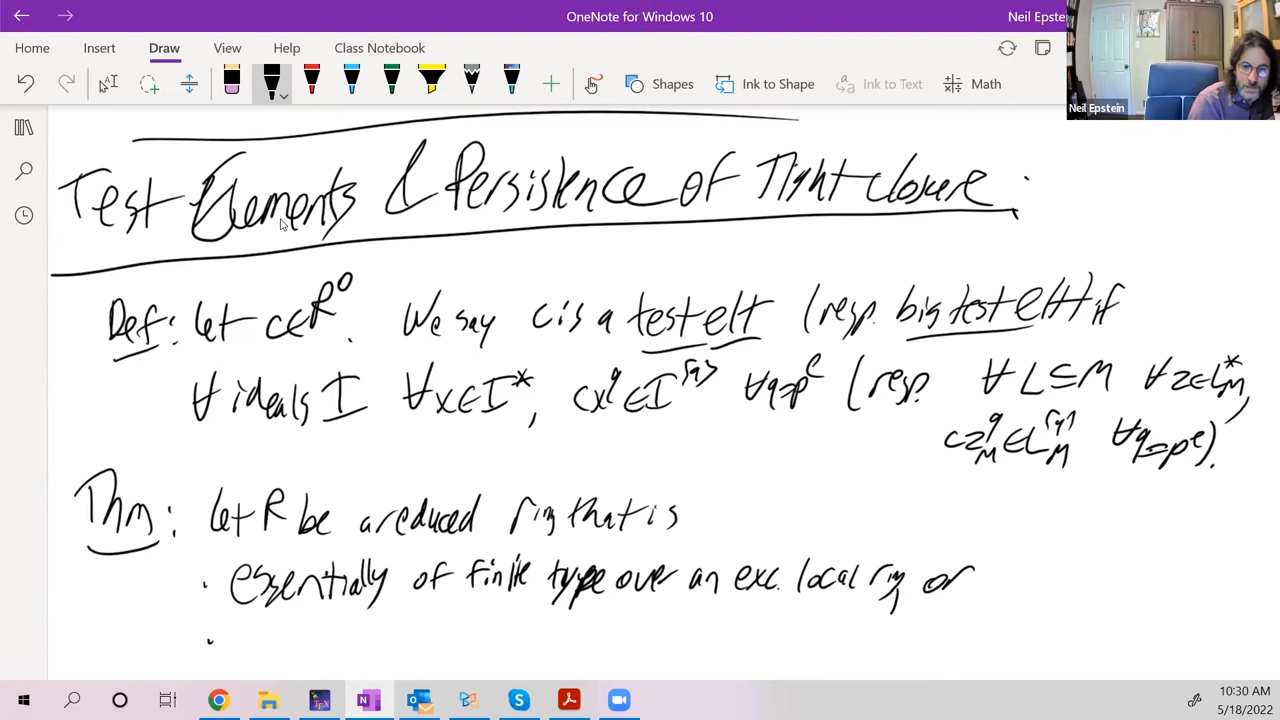 OneNote for Windows 10
Neil Epste
Home Insert Draw View Help Class Notebook
Shapes Ink to Shape Ink to Text Math
Neil Epstein
Test Elements & Persistence of Tight closure.
Def: let c∈R⁰. We say c is a test elt (resp. big test elt) if
∀ ideals I ∀x∈I*, cx^q∈I^[q] ∀q=p^e (resp. ∀ L⊆M ∀z∈L*_M,
cz^q_M∈L^[q]_M ∀q=p^e).
Thm: let R be a reduced ring that is
· essentially of finite type over an exc. local ring, or
·
10:30 AM
5/18/2022